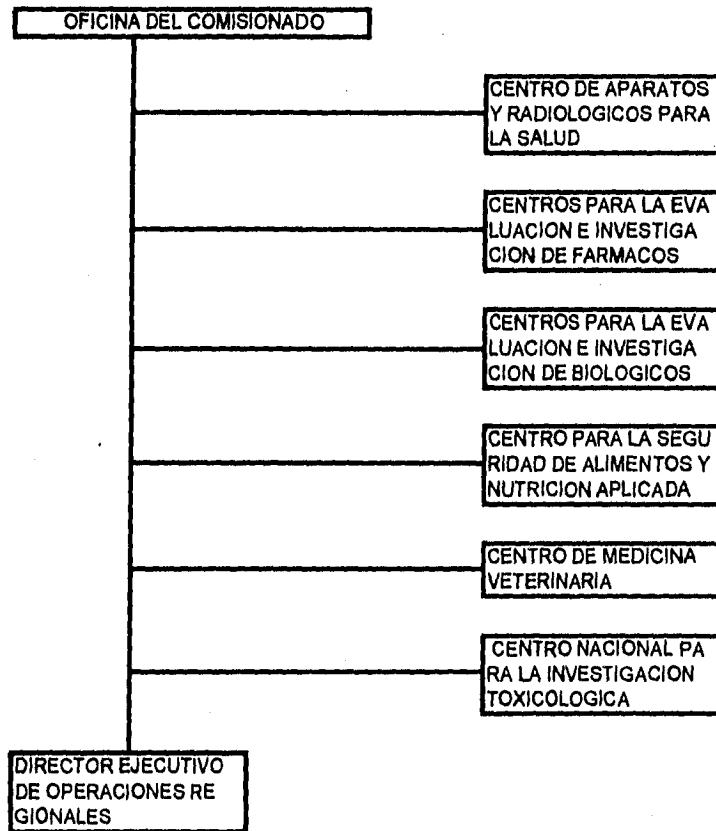 OFICINA DEL COMISIONADO
CENTRO DE APARATOS
Y RADIOLOGICOS PARA
LA SALUD
CENTROS PARA LA EVA
LUACION E INVESTIGA
CION DE FARMACOS
CENTROS PARA LA EVA
LUACION E INVESTIGA
CION DE BIOLOGICOS
CENTRO PARA LA SEGU
RIDAD DE ALIMENTOS Y
NUTRICION APLICADA
CENTRO DE MEDICINA
VETERINARIA
CENTRO NACIONAL PA
RA LA INVESTIGACION
TOXICOLOGICA
DIRECTOR EJECUTIVO
DE OPERACIONES RE
GIONALES